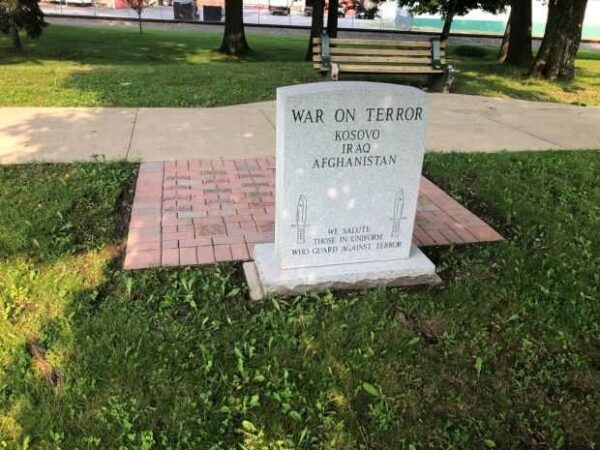 WAR ON TERROR
KOSOVO
IRAQ
AFGHANISTAN
WE SALUTE
THOSE IN UNIFORM
WHO GUARD AGAINST TERROR